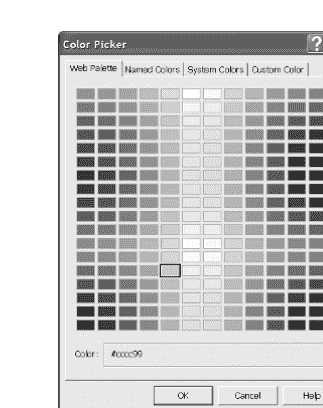 Color Picker
?
Web Palette Named Colors System Colors Custom Color
Color: #cccc99
OK Cancel Help